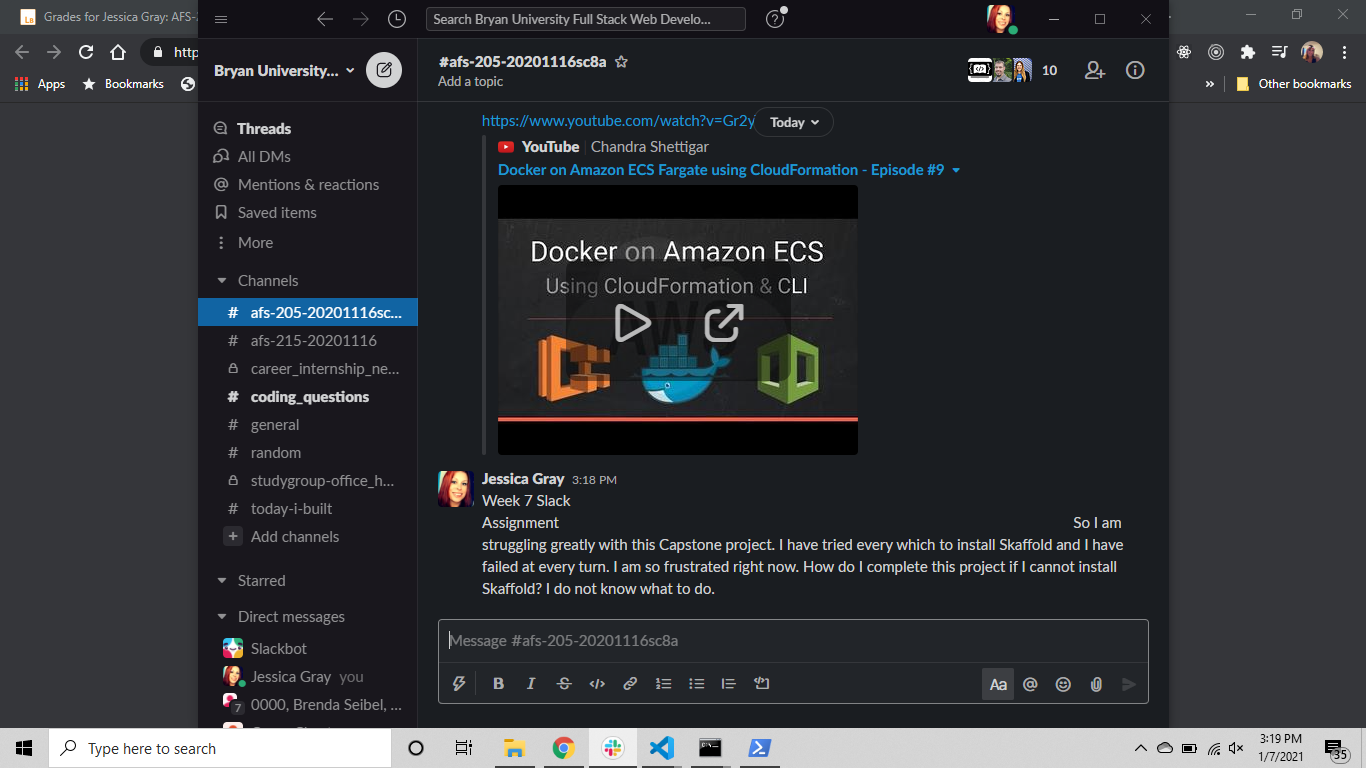 Grades for Jessica Gray: AFS-
http
Apps
Bookmarks
Other bookmarks
Search Bryan University Full Stack Web Develo...
Bryan University...
Threads
All DMs
Mentions & reactions
Saved items
More
Channels
# afs-205-20201116sc...
# afs-215-20201116
career_internship_ne...
# coding_questions
# general
# random
studygroup-office_h...
# today-i-built
+ Add channels
Starred
Direct messages
Slackbot
Jessica Gray you
7 0000, Brenda Seibel, ...
#afs-205-20201116sc8a
Add a topic
10
https://www.youtube.com/watch?v=Gr2y
Today
YouTube Chandra Shettigar
Docker on Amazon ECS Fargate using CloudFormation - Episode #9
Docker on Amazon ECS
Using CloudFormation & CLI
AWS
Jessica Gray 3:18 PM
Week 7 Slack
Assignment So I am
struggling greatly with this Capstone project. I have tried every which to install Skaffold and I have
failed at every turn. I am so frustrated right now. How do I complete this project if I cannot install
Skaffold? I do not know what to do.
Message #afs-205-20201116sc8a
B I S Aa @
Type here to search
3:19 PM
1/7/2021
35